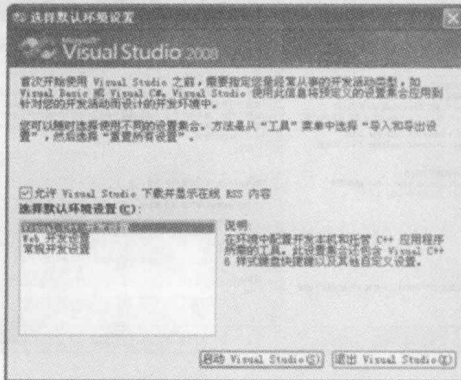 选择默认环境设置
Visual Studio 2008
首次开始使用 Visual Studio 之前，需要指定您最经常从事的开发活动类型，如
Visual Basic 或 Visual C#。Visual Studio 使用此信息将预定义的设置集合应用到
针对您的开发活动而设计的开发环境中。
您可以随时选择使用不同的设置集合。方法是从“工具”菜单中选择“导入和导出设
置”，然后选择“重置所有设置”。
允许 Visual Studio 下载并显示在线 RSS 内容
选择默认环境设置(C):
Visual C++ 开发设置
Web 开发设置
常规开发设置
说明
在环境中配置开发本机和托管 C++ 应用程序
所需的工具。此设置集合还包含 Visual C++
6 样式键盘快捷键以及其他自定义设置。
启动 Visual Studio(S)
退出 Visual Studio(X)